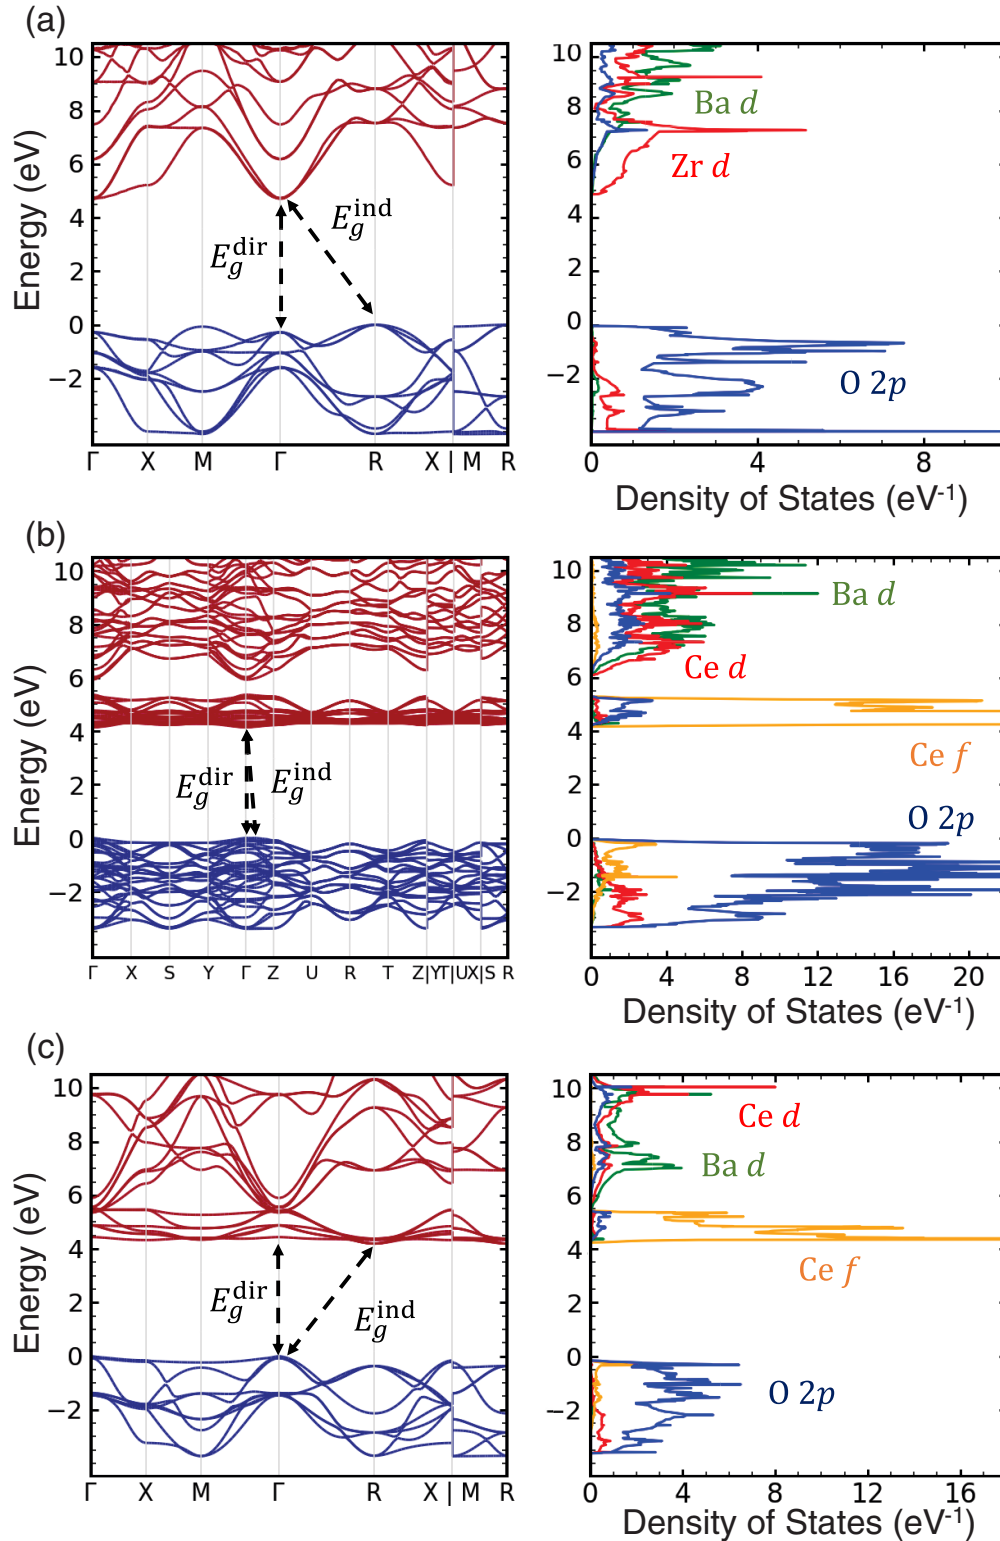 (a)
Energy (eV)
10
8
6
4
2
0
−2
E_g^dir
E_g^ind
Γ X M Γ R X | M R
10
8
6
4
2
0
−2
Ba d
Zr d
O 2p
0 4 8
Density of States (eV⁻¹)
(b)
Energy (eV)
10
8
6
4
2
0
−2
E_g^dir
E_g^ind
Γ X S Y Γ Z U R T Z|YT|UX|S R
10
8
6
4
2
0
−2
Ba d
Ce d
Ce f
O 2p
0 4 8 12 16 20
Density of States (eV⁻¹)
(c)
Energy (eV)
10
8
6
4
2
0
−2
E_g^dir
E_g^ind
Γ X M Γ R X | M R
10
8
6
4
2
0
−2
Ce d
Ba d
Ce f
O 2p
0 4 8 12 16
Density of States (eV⁻¹)